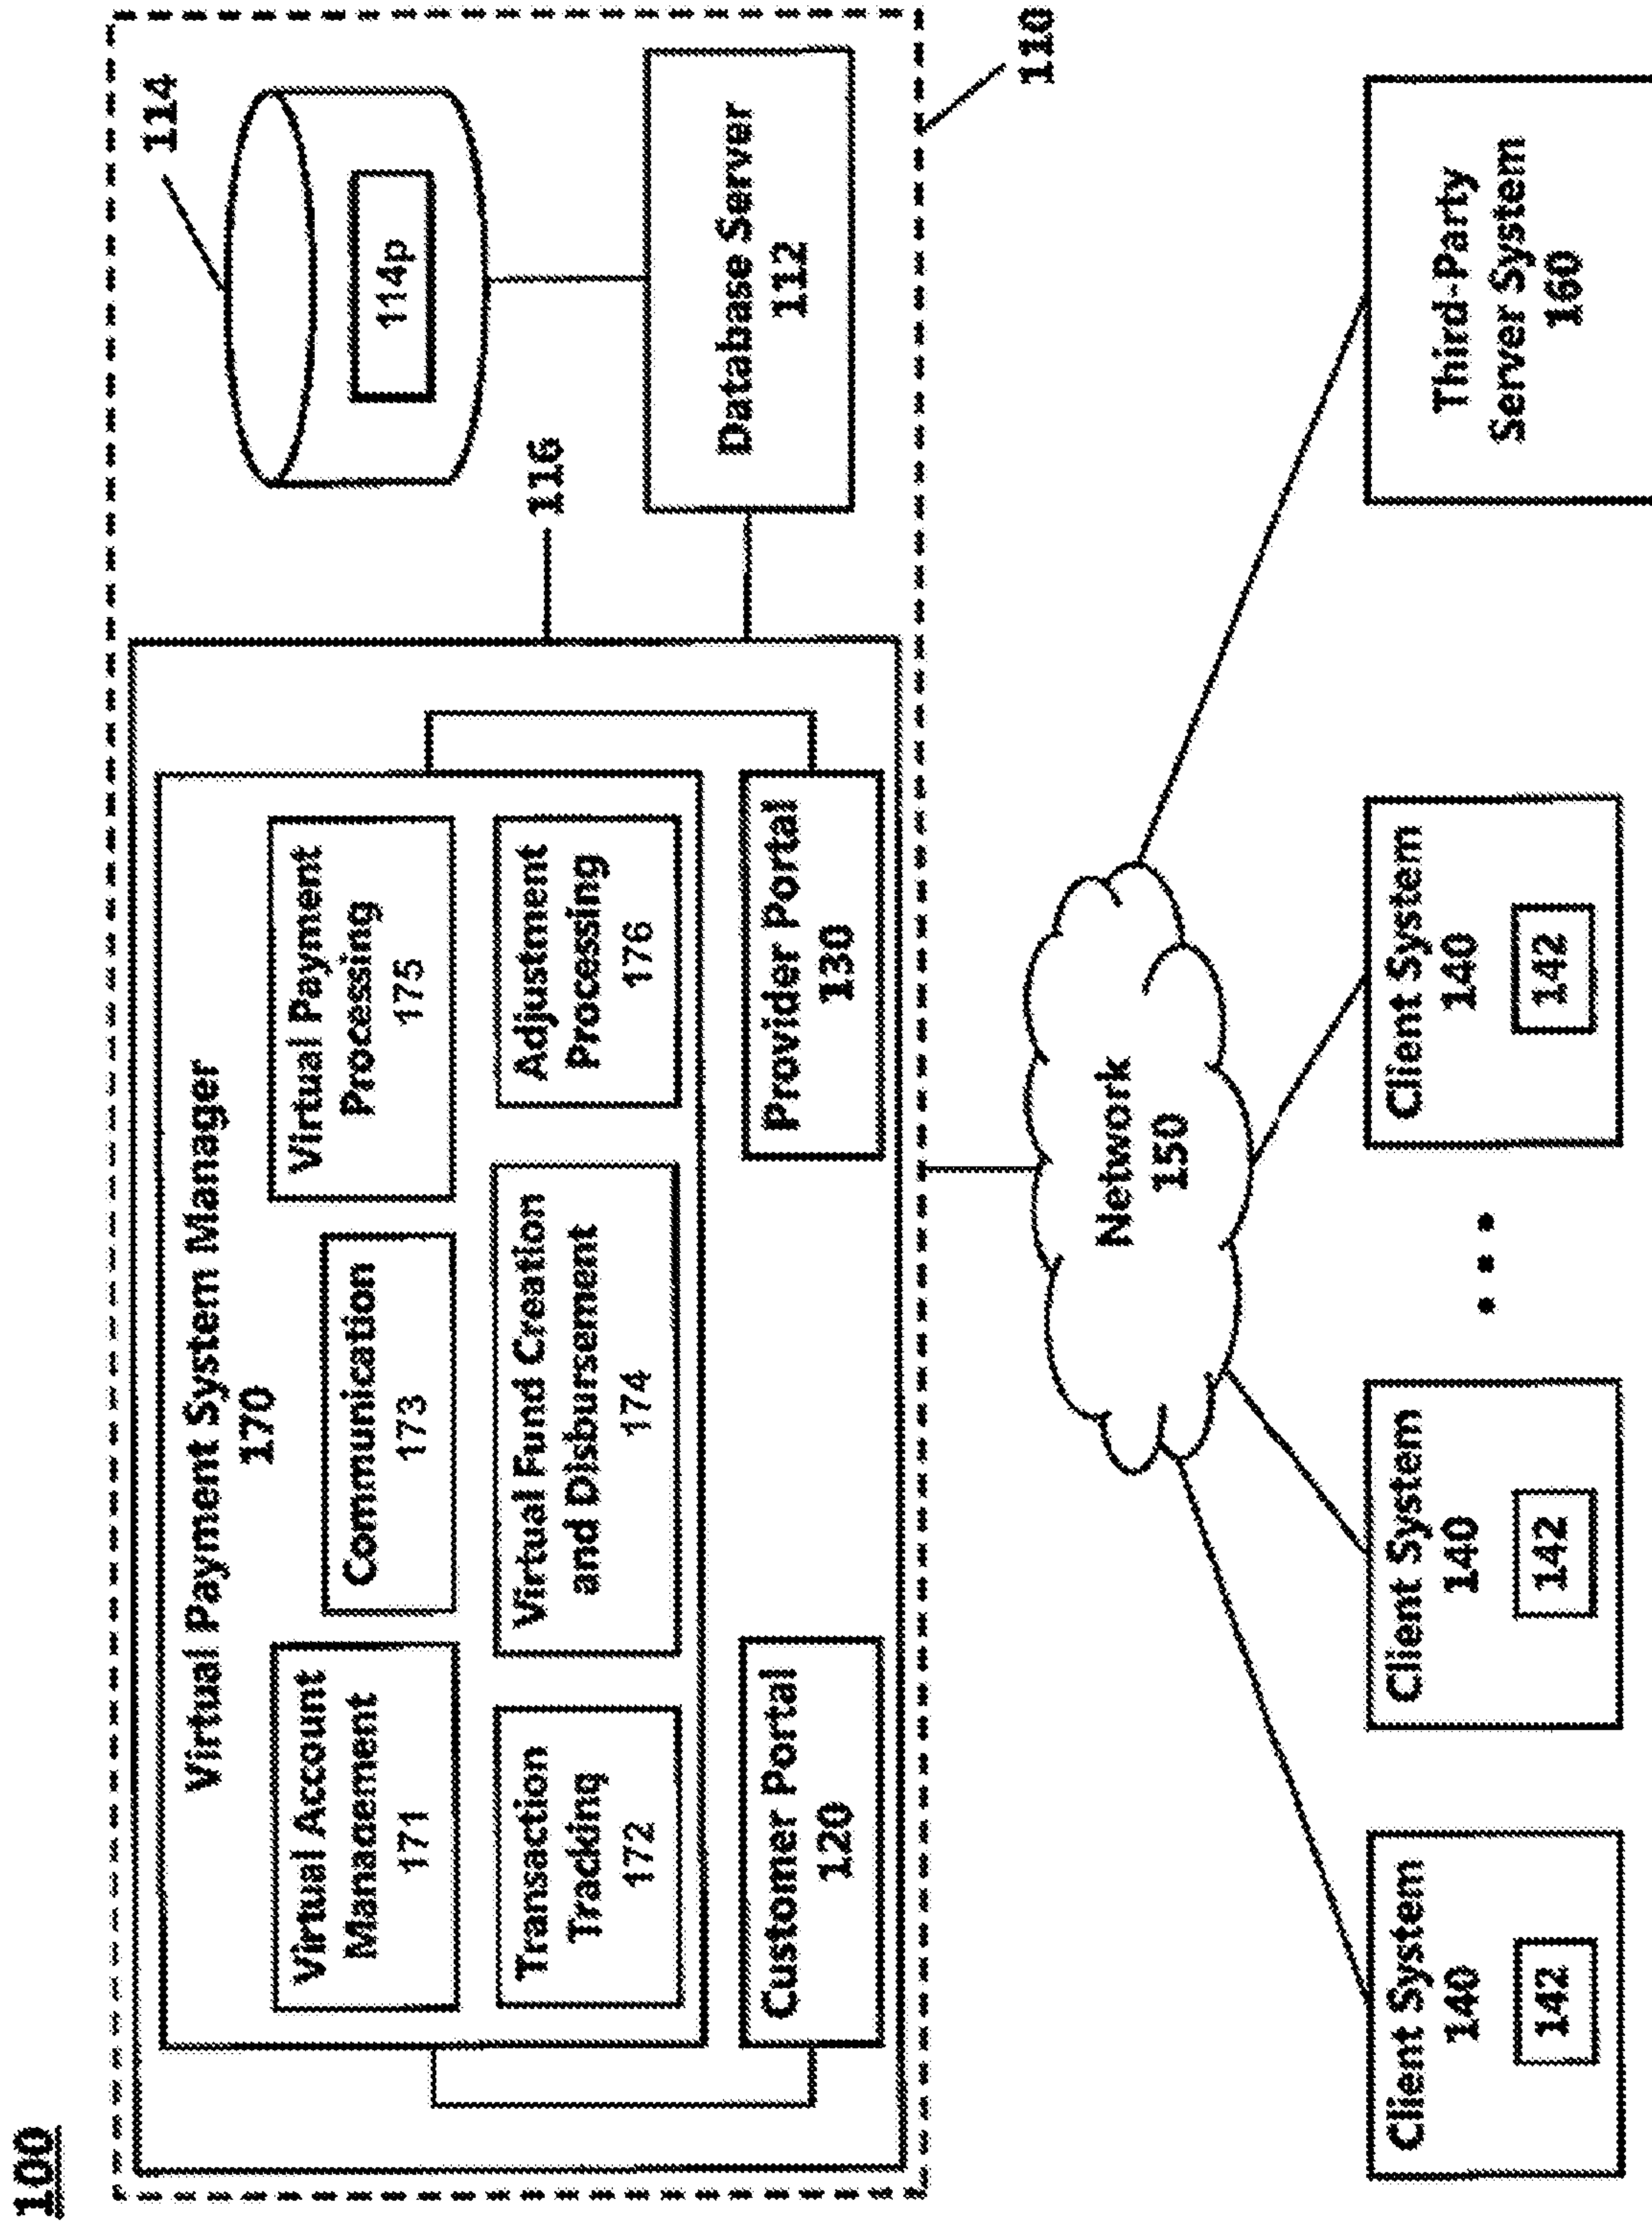 100
Virtual Payment System Manager
170
Virtual Account
Management
171
Communication
173
Virtual Payment
Processing
175
Transaction
Tracking
172
Virtual Fund Creation
and Disbursement
174
Adjustment
Processing
176
Customer Portal
120
Provider Portal
130
116
114
114p
Database Server
112
110
Network
150
Client System
140
142
Client System
140
142
Client System
140
142
Third-Party
Server System
160